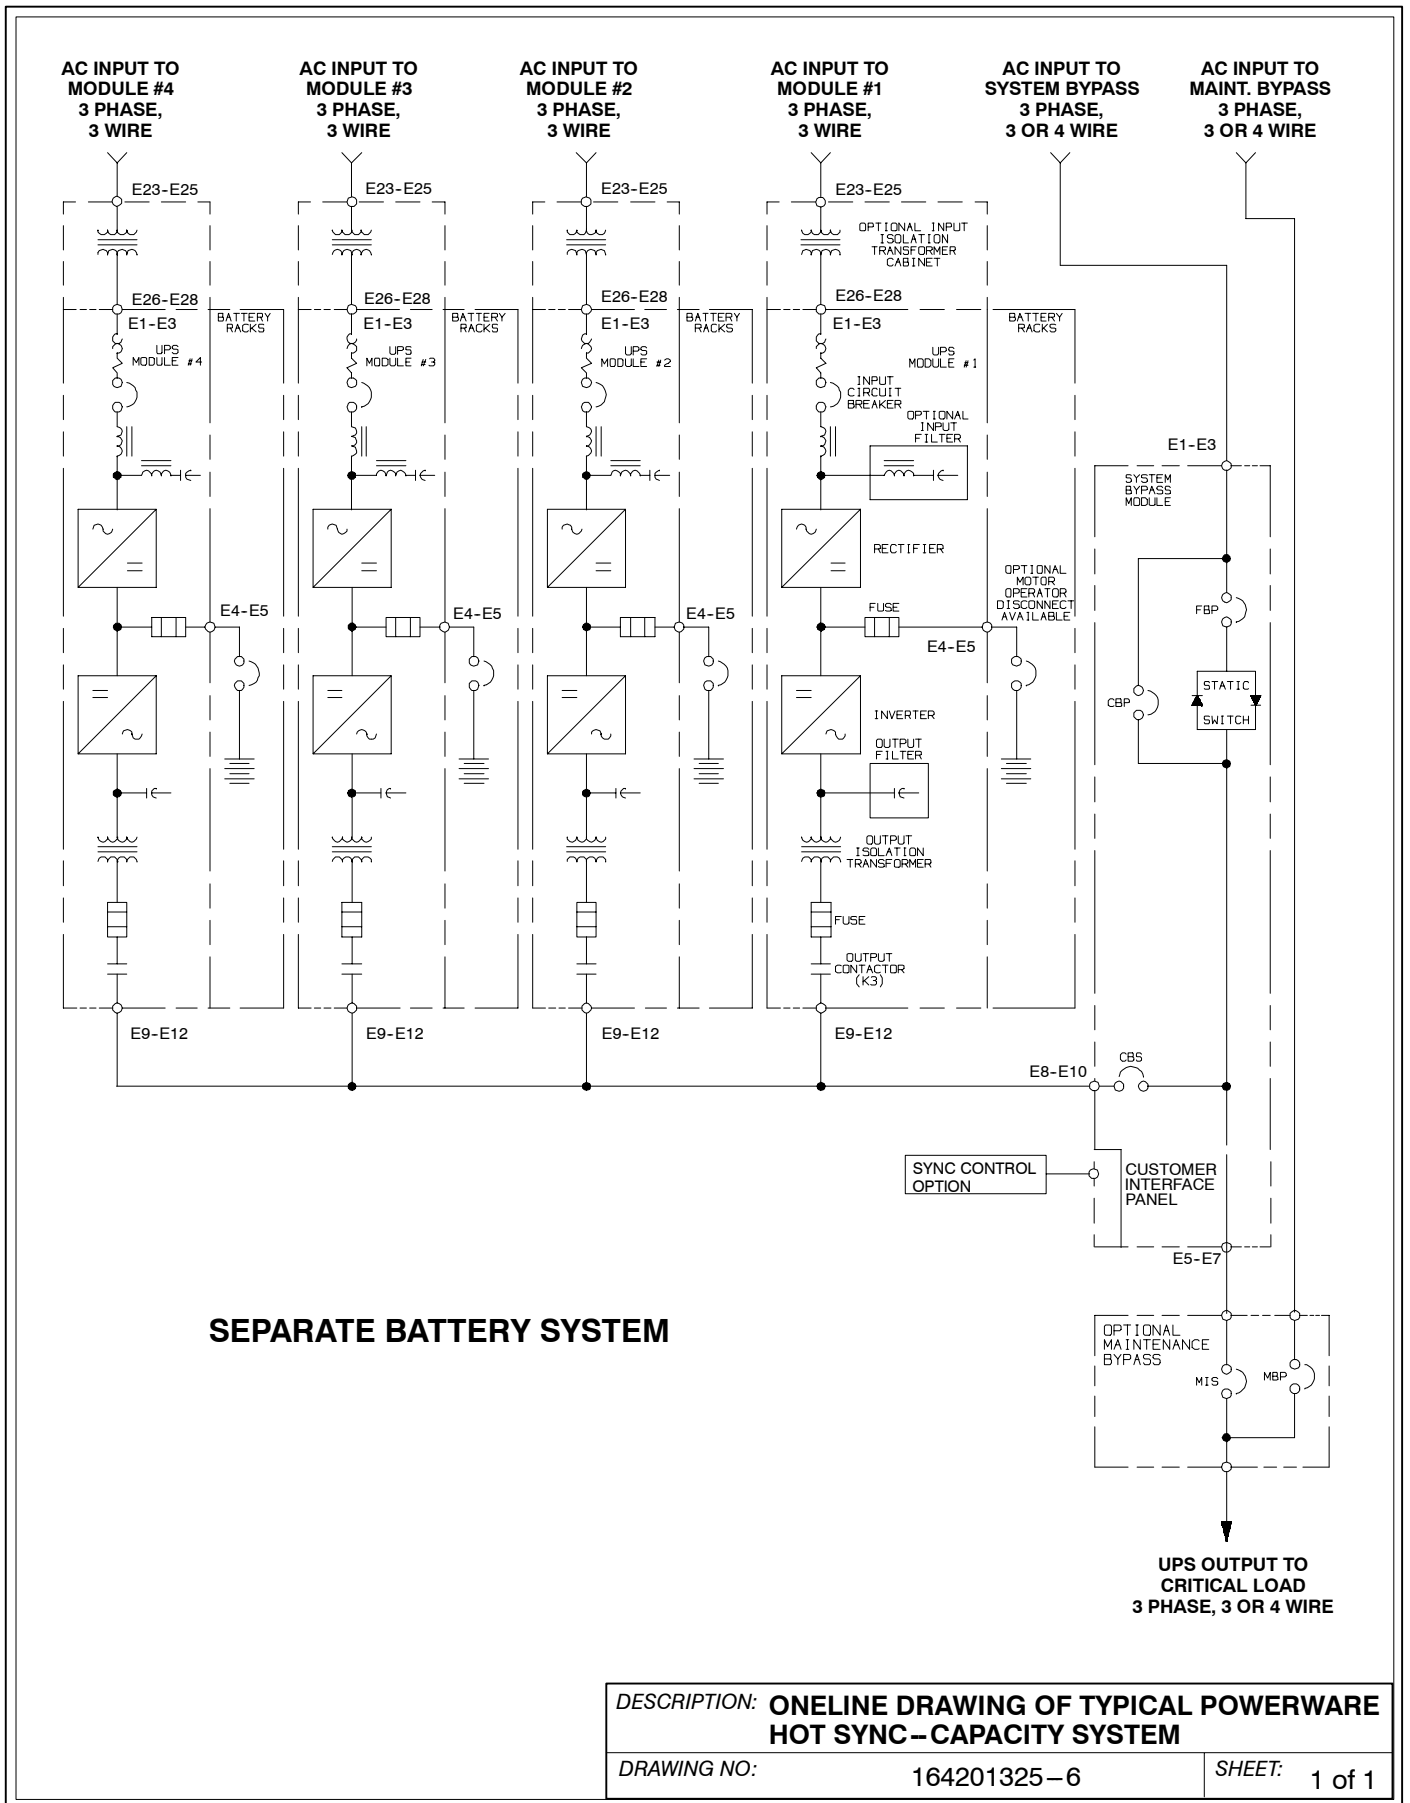 AC INPUT TO
MODULE #4
3 PHASE,
3 WIRE
AC INPUT TO
MODULE #3
3 PHASE,
3 WIRE
AC INPUT TO
MODULE #2
3 PHASE,
3 WIRE
AC INPUT TO
MODULE #1
3 PHASE,
3 WIRE
AC INPUT TO
SYSTEM BYPASS
3 PHASE,
3 OR 4 WIRE
AC INPUT TO
MAINT. BYPASS
3 PHASE,
3 OR 4 WIRE
E23-E25
E23-E25
E23-E25
E23-E25
OPTIONAL INPUT
ISOLATION
TRANSFORMER
CABINET
E26-E28
E26-E28
E26-E28
E26-E28
E1-E3
BATTERY
RACKS
E1-E3
BATTERY
RACKS
E1-E3
BATTERY
RACKS
E1-E3
BATTERY
RACKS
UPS
MODULE #4
UPS
MODULE #3
UPS
MODULE #2
UPS
MODULE #1
INPUT
CIRCUIT
BREAKER
OPTIONAL
INPUT
FILTER
E1-E3
SYSTEM
BYPASS
MODULE
RECTIFIER
OPTIONAL
MOTOR
OPERATOR
DISCONNECT
AVAILABLE
E4-E5
E4-E5
E4-E5
FUSE
E4-E5
FBP
CBP
STATIC
SWITCH
INVERTER
OUTPUT
FILTER
OUTPUT
ISOLATION
TRANSFORMER
FUSE
OUTPUT
CONTACTOR
(K3)
E9-E12
E9-E12
E9-E12
E9-E12
E8-E10
CBS
SYNC CONTROL
OPTION
CUSTOMER
INTERFACE
PANEL
E5-E7
SEPARATE BATTERY SYSTEM
OPTIONAL
MAINTENANCE
BYPASS
MIS
MBP
UPS OUTPUT TO
CRITICAL LOAD
3 PHASE, 3 OR 4 WIRE
DESCRIPTION: ONELINE DRAWING OF TYPICAL POWERWARE
HOT SYNC--CAPACITY SYSTEM
DRAWING NO: 164201325−6
SHEET: 1 of 1